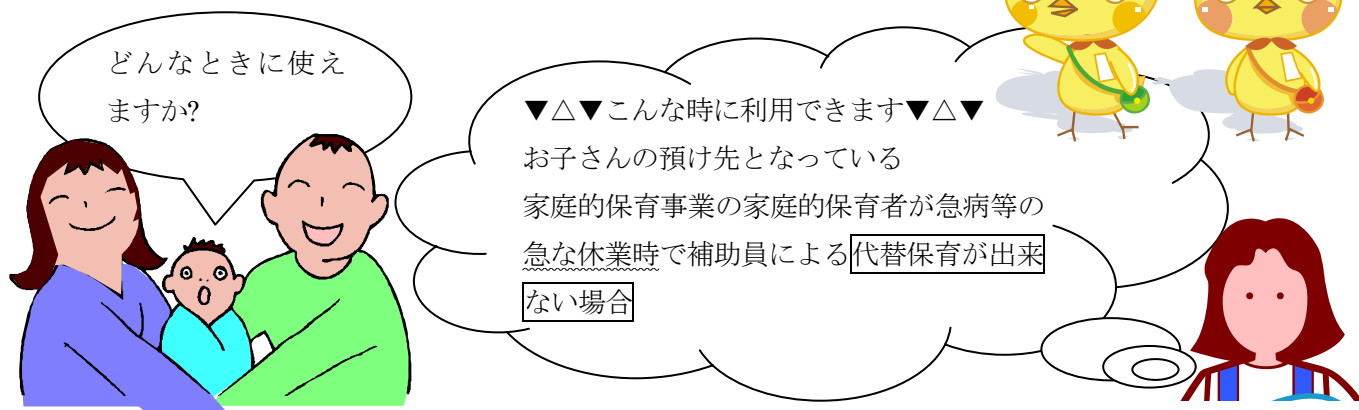 どんなときに使え
ますか?
▼△▼こんな時に利用できます▼△▼
お子さんの預け先となっている
家庭的保育事業の家庭的保育者が急病等の
急な休業時で補助員による代替保育が出来
ない場合